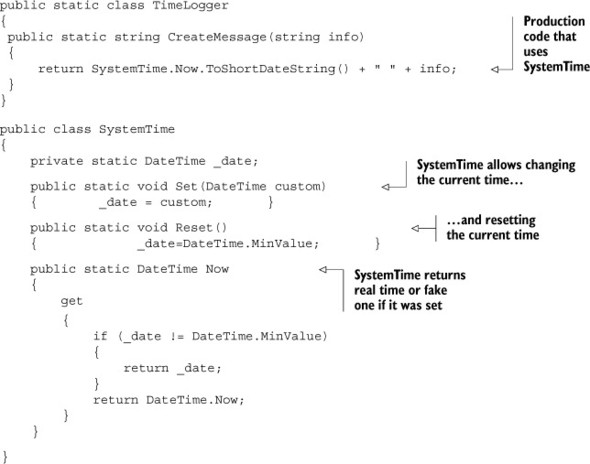 public static class TimeLogger
{
public static string CreateMessage(string info)
{
return SystemTime.Now.ToShortDateString() + " " + info;
}
}
Production
code that
uses
SystemTime
public class SystemTime
{
private static DateTime _date;
public static void Set(DateTime custom)
{ _date = custom; }
SystemTime allows changing
the current time…
public static void Reset()
{ _date=DateTime.MinValue; }
…and resetting
the current time
public static DateTime Now
{
get
{
if (_date != DateTime.MinValue)
{
return _date;
}
return DateTime.Now;
}
}
}
SystemTime returns
real time or fake
one if it was set